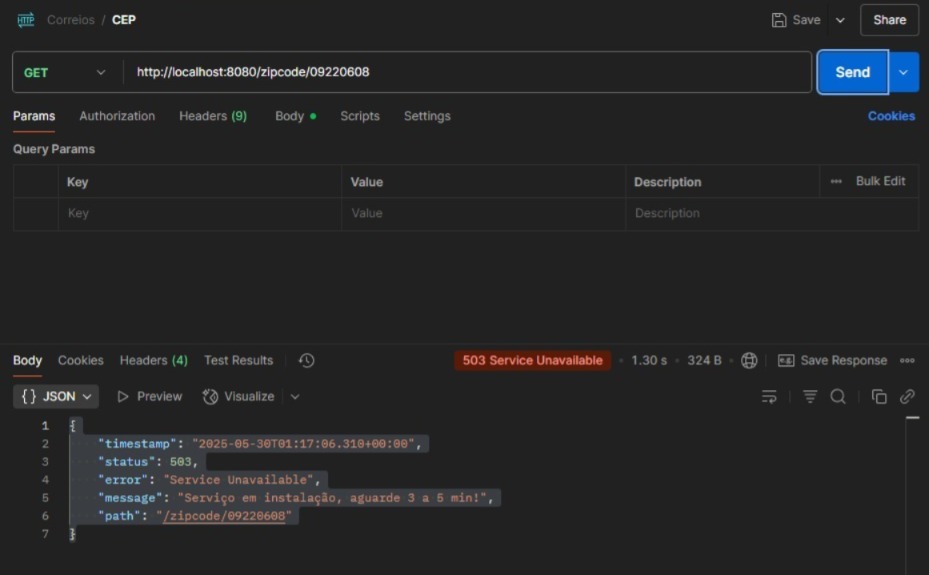 HTTP Correios / CEP Save Share
GET http://localhost:8080/zipcode/09220608 Send
Params Authorization Headers (9) Body Scripts Settings Cookies
Query Params
Key Value Description ••• Bulk Edit
Key Value Description
Body Cookies Headers (4) Test Results 503 Service Unavailable • 1.30 s • 324 B • Save Response •••
{} JSON Preview Visualize
1 {
2 "timestamp": "2025-05-30T01:17:06.310+00:00",
3 "status": 503,
4 "error": "Service Unavailable",
5 "message": "Serviço em instalação, aguarde 3 a 5 min!",
6 "path": "/zipcode/09220608"
7 }